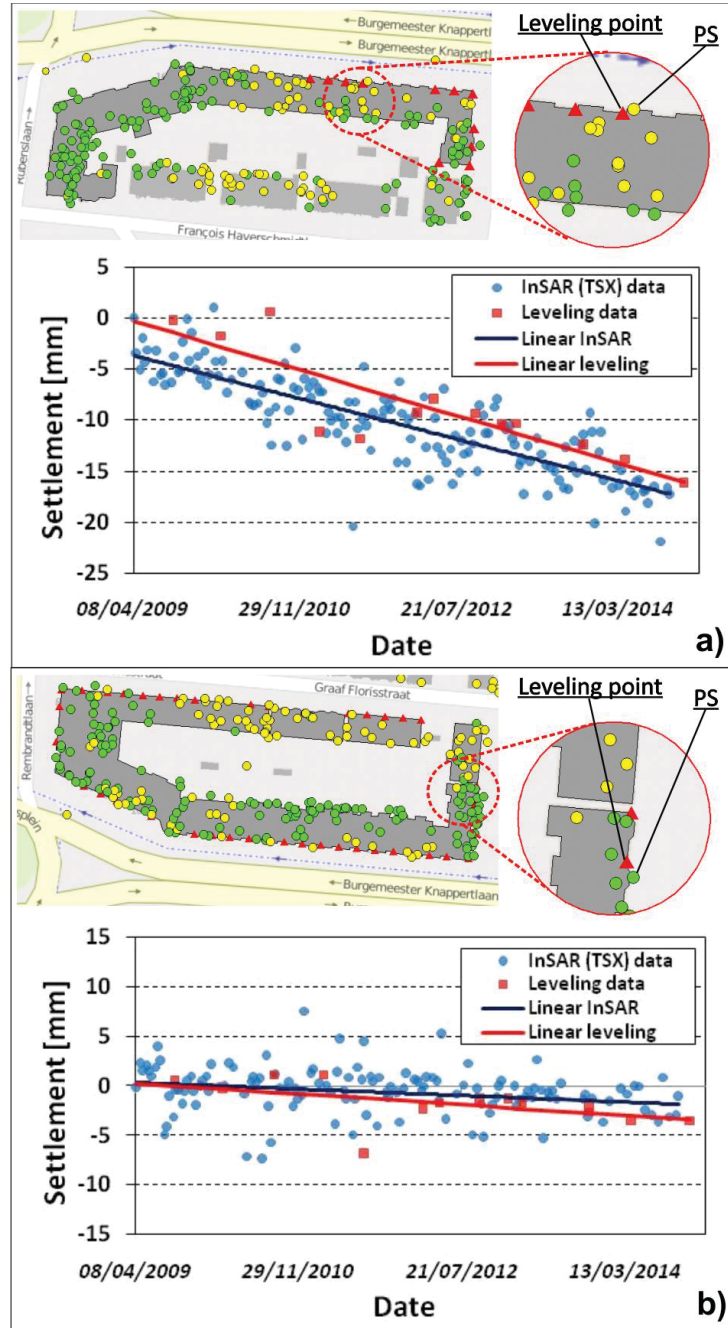 Burgemeester Knappertl
Burgemeester Knappertl
Leveling point
PS
Rubenslaan→
François Haverschmidt
Settlement [mm]
5
0
-5
-10
-15
-20
-25
InSAR (TSX) data
Leveling data
Linear InSAR
Linear leveling
08/04/2009
29/11/2010
21/07/2012
13/03/2014
Date
a)
Graaf Florisstraat
Rembrandtlaan→
splein
Burgemeester Knappertlaan
Leveling point
PS
Settlement [mm]
15
10
5
0
-5
-10
-15
InSAR (TSX) data
Leveling data
Linear InSAR
Linear leveling
08/04/2009
29/11/2010
21/07/2012
13/03/2014
Date
b)